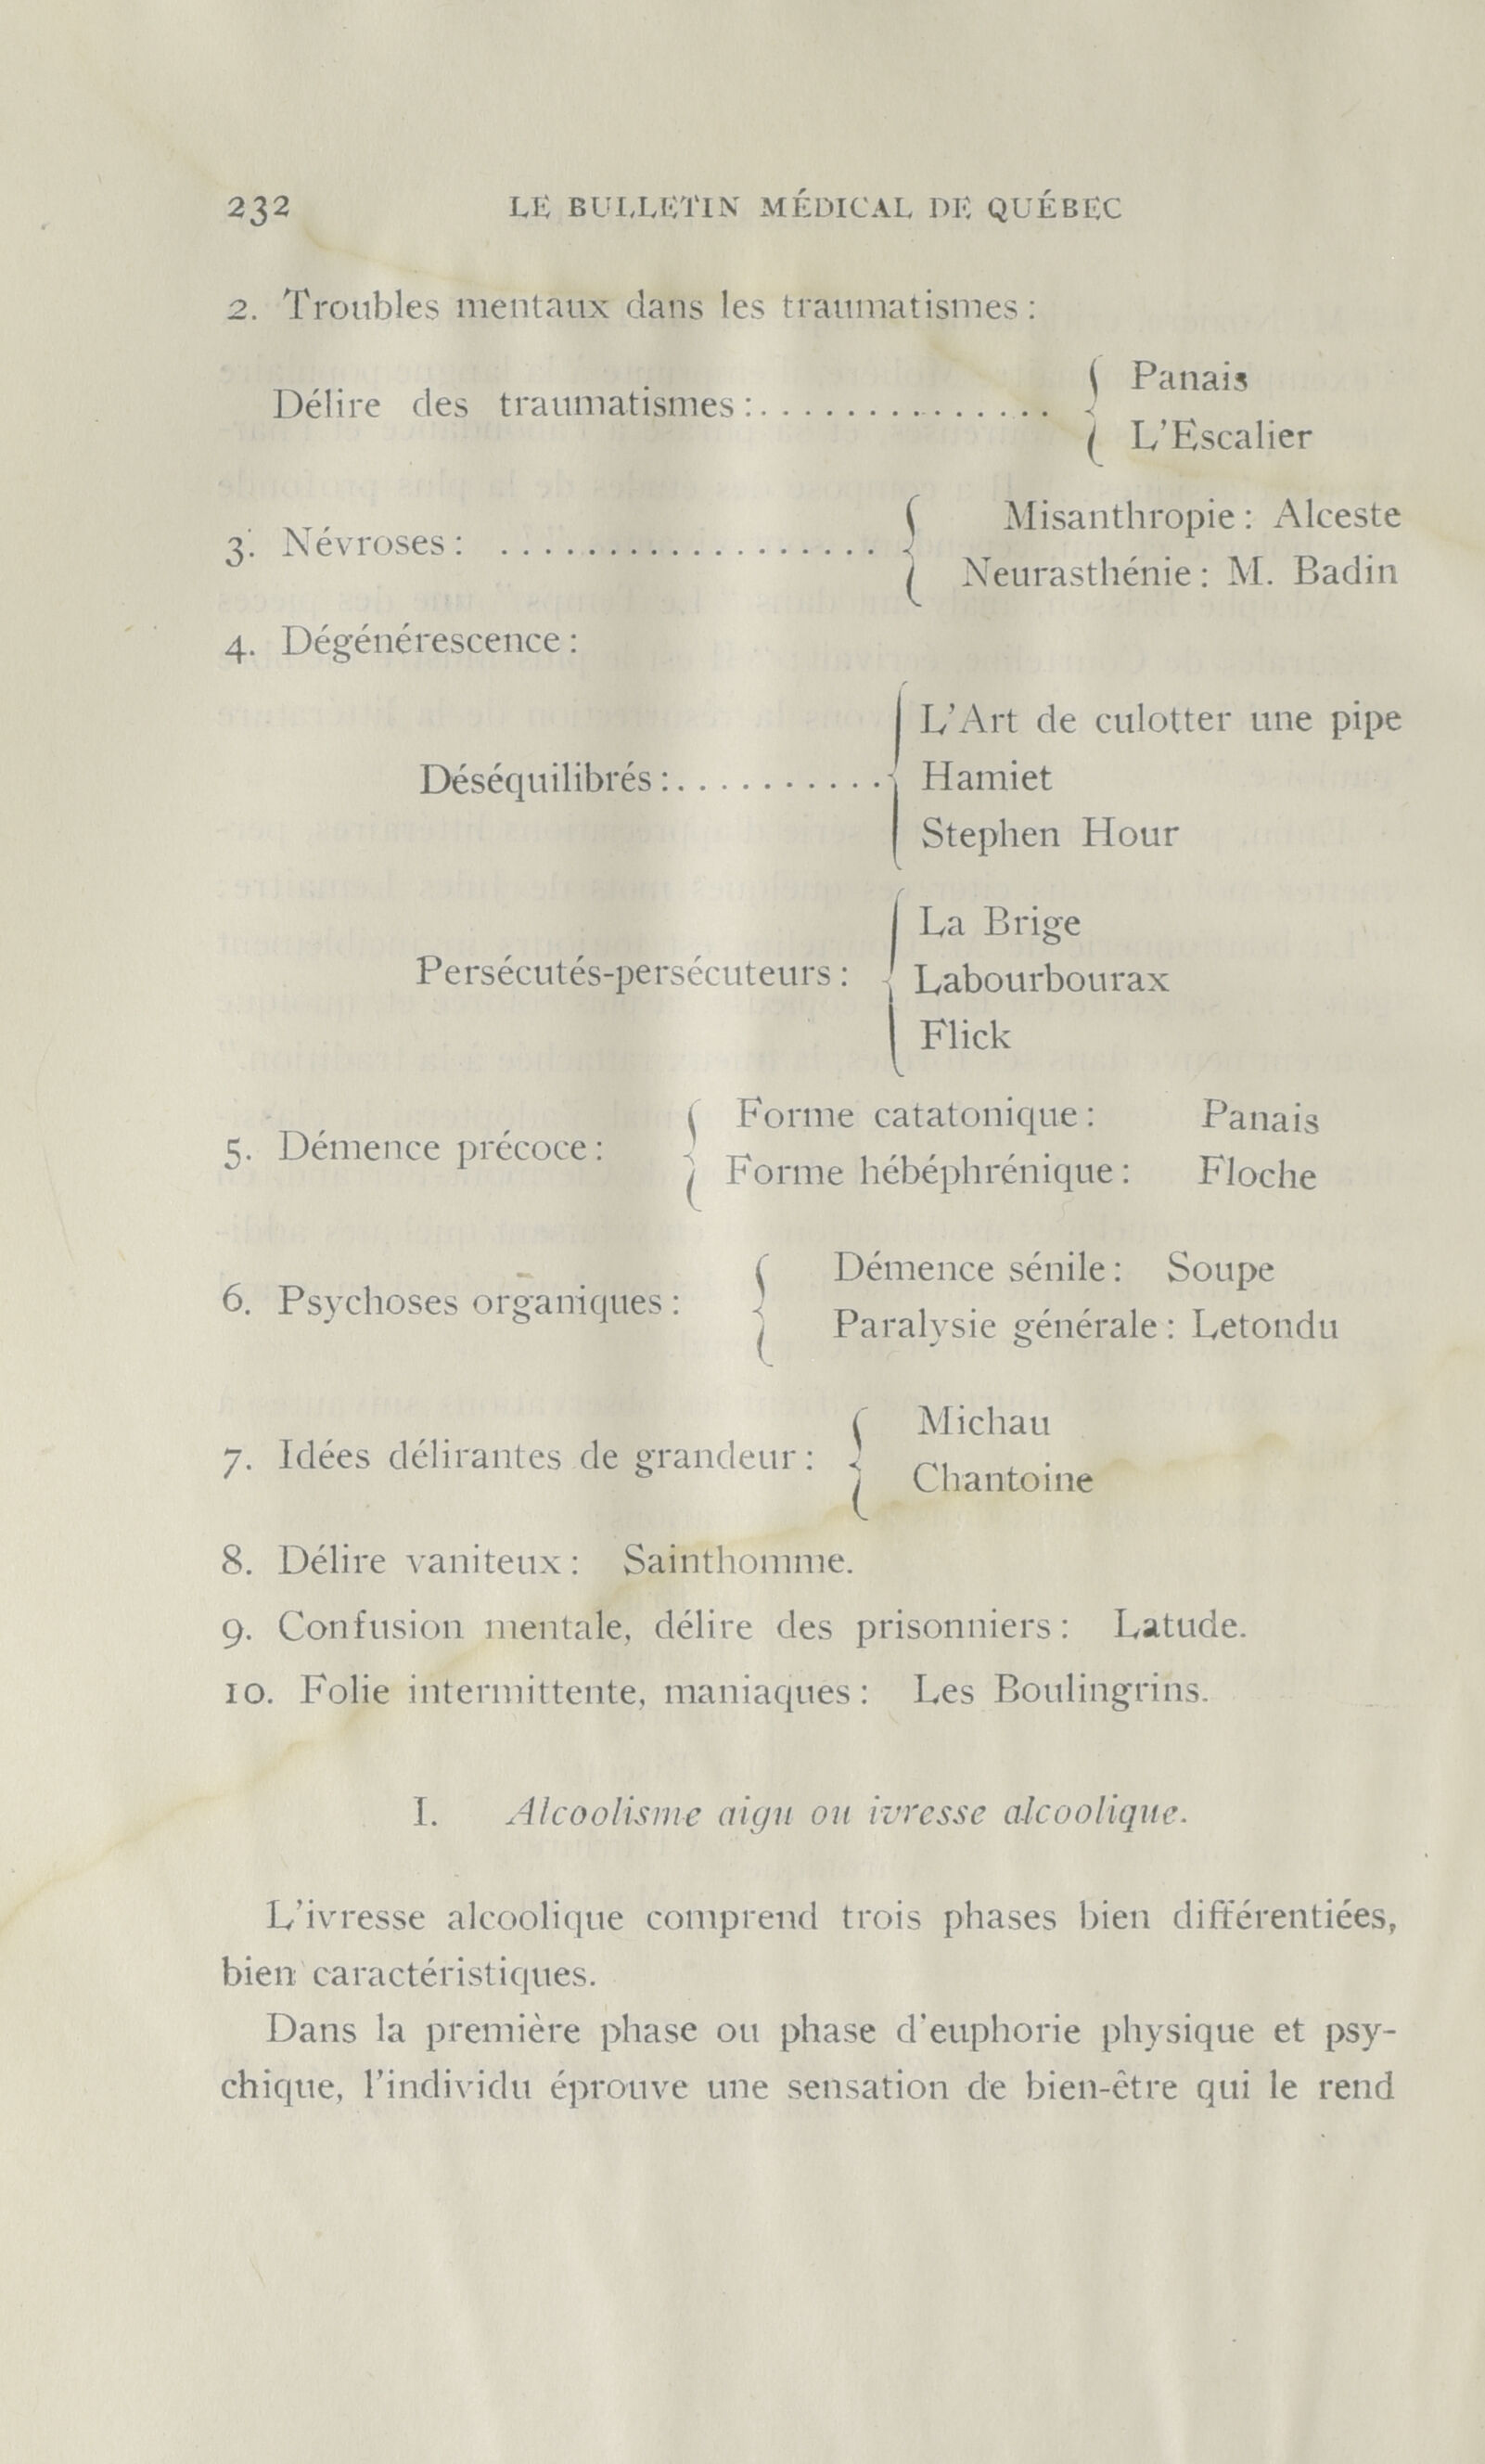 232 LE BULLETIN MÉDICAL DE QUÉBEC
2. Troubles mentaux dans les traumatismes :
Panais
Délire des traumatismes :...............
L'Escalier
Misanthropie : Alceste
3. Névroses : ..................
Neurasthénie : M. Badin
4. Dégénérescence :
L'Art de culotter une pipe
Déséquilibrés :.......... Hamiet
Stephen Hour
La Brige
Persécutés-persécuteurs : Labourbourax
Flick
Forme catatonique : Panais
5. Démence précoce :
Forme hébéphrénique : Floche
Démence sénile : Soupe
6. Psychoses organiques :
Paralysie générale : Letondu
Michau
7. Idées délirantes de grandeur :
Chantoine
8. Délire vaniteux : Sainthomme.
9. Confusion mentale, délire des prisonniers : Latude.
10. Folie intermittente, maniaques : Les Boulingrins.
I. Alcoolisme aigu ou ivresse alcoolique.
L'ivresse alcoolique comprend trois phases bien différentiées,
bien caractéristiques.
Dans la première phase ou phase d'euphorie physique et psy-
chique, l'individu éprouve une sensation de bien-être qui le rend